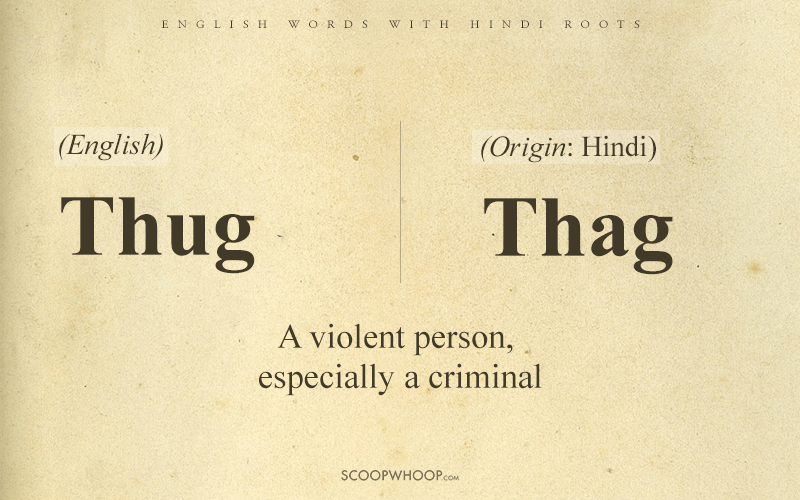 ENGLISH WORDS WITH HINDI ROOTS
(English)
Thug
(Origin: Hindi)
Thag
A violent person,
especially a criminal
SCOOPWHOOP.COM